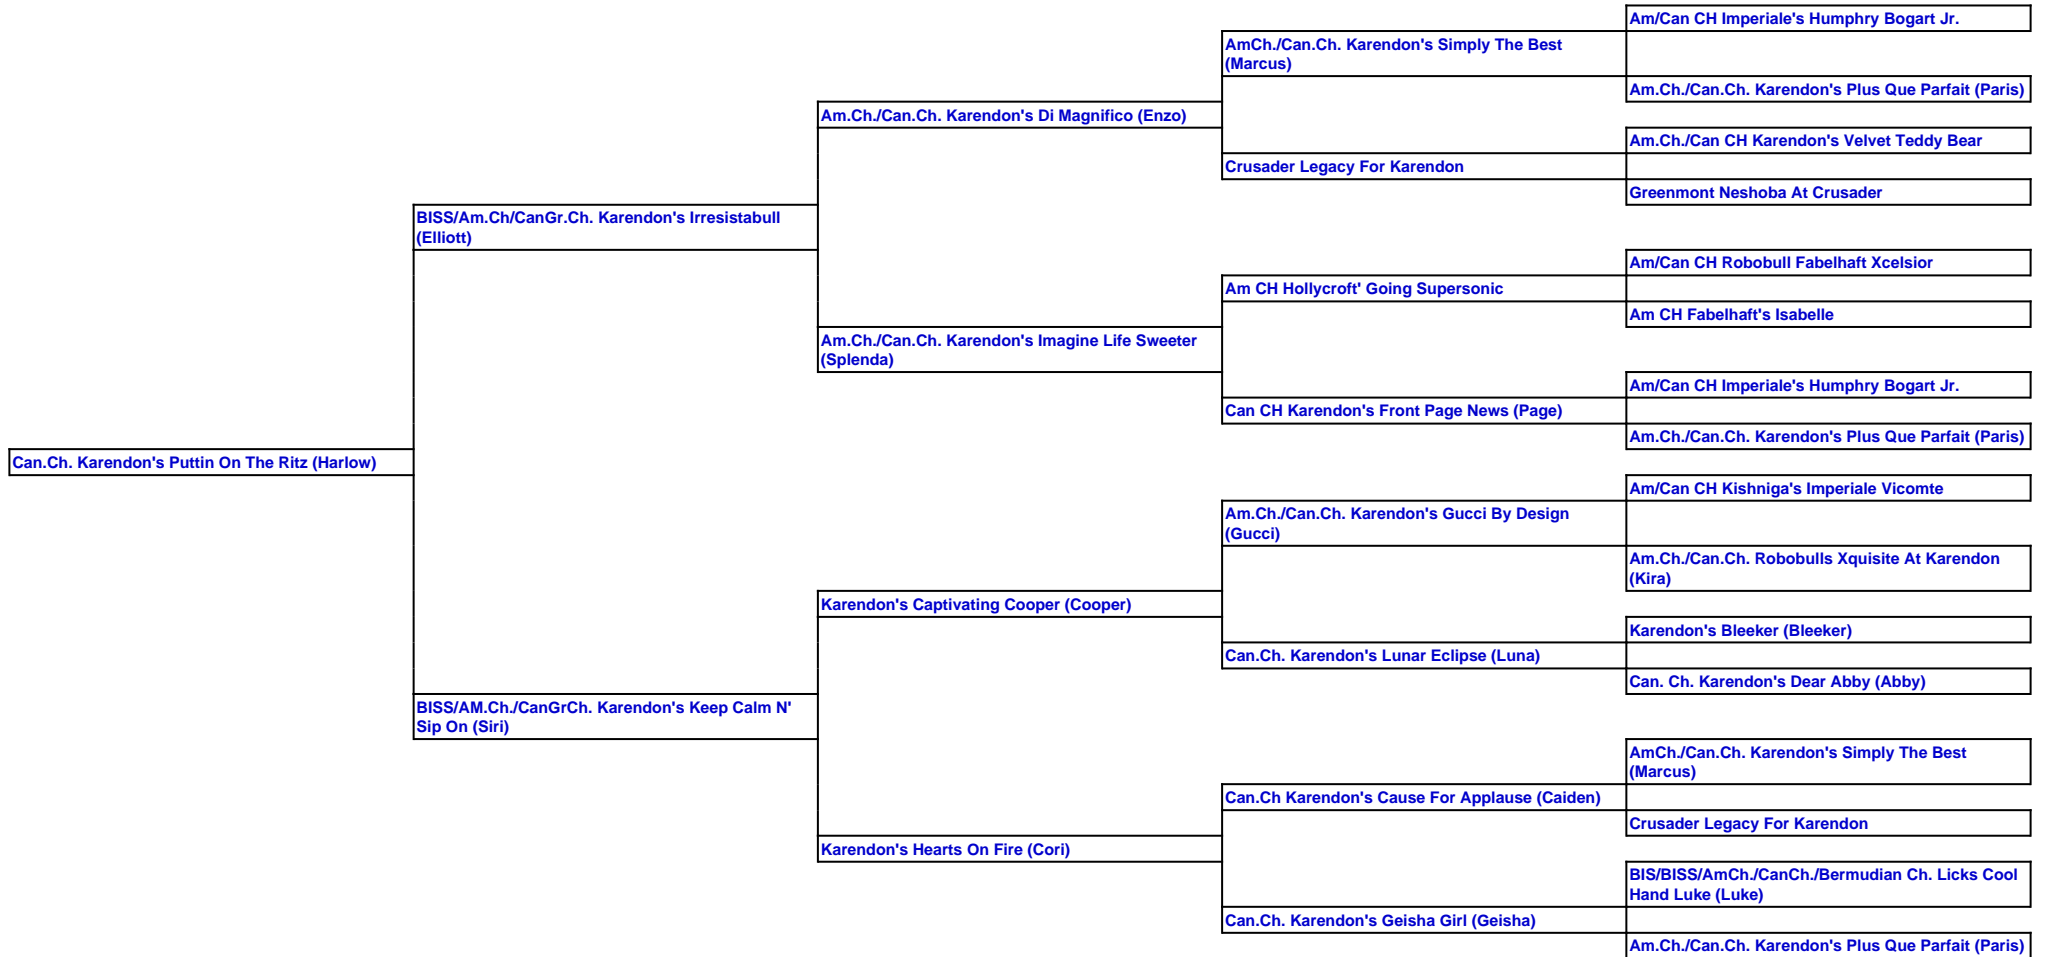 Am/Can CH Imperiale's Humphry Bogart Jr.
AmCh./Can.Ch. Karendon's Simply The Best
(Marcus)
Am.Ch./Can.Ch. Karendon's Plus Que Parfait (Paris)
Am.Ch./Can.Ch. Karendon's Di Magnifico (Enzo)
Am.Ch./Can CH Karendon's Velvet Teddy Bear
Crusader Legacy For Karendon
Greenmont Neshoba At Crusader
BISS/Am.Ch/CanGr.Ch. Karendon's Irresistabull
(Elliott)
Am/Can CH Robobull Fabelhaft Xcelsior
Am CH Hollycroft' Going Supersonic
Am CH Fabelhaft's Isabelle
Am.Ch./Can.Ch. Karendon's Imagine Life Sweeter
(Splenda)
Am/Can CH Imperiale's Humphry Bogart Jr.
Can CH Karendon's Front Page News (Page)
Am.Ch./Can.Ch. Karendon's Plus Que Parfait (Paris)
Can.Ch. Karendon's Puttin On The Ritz (Harlow)
Am/Can CH Kishniga's Imperiale Vicomte
Am.Ch./Can.Ch. Karendon's Gucci By Design
(Gucci)
Am.Ch./Can.Ch. Robobulls Xquisite At Karendon
(Kira)
Karendon's Captivating Cooper (Cooper)
Karendon's Bleeker (Bleeker)
Can.Ch. Karendon's Lunar Eclipse (Luna)
Can. Ch. Karendon's Dear Abby (Abby)
BISS/AM.Ch./CanGrCh. Karendon's Keep Calm N'
Sip On (Siri)
AmCh./Can.Ch. Karendon's Simply The Best
(Marcus)
Can.Ch Karendon's Cause For Applause (Caiden)
Crusader Legacy For Karendon
Karendon's Hearts On Fire (Cori)
BIS/BISS/AmCh./CanCh./Bermudian Ch. Licks Cool
Hand Luke (Luke)
Can.Ch. Karendon's Geisha Girl (Geisha)
Am.Ch./Can.Ch. Karendon's Plus Que Parfait (Paris)